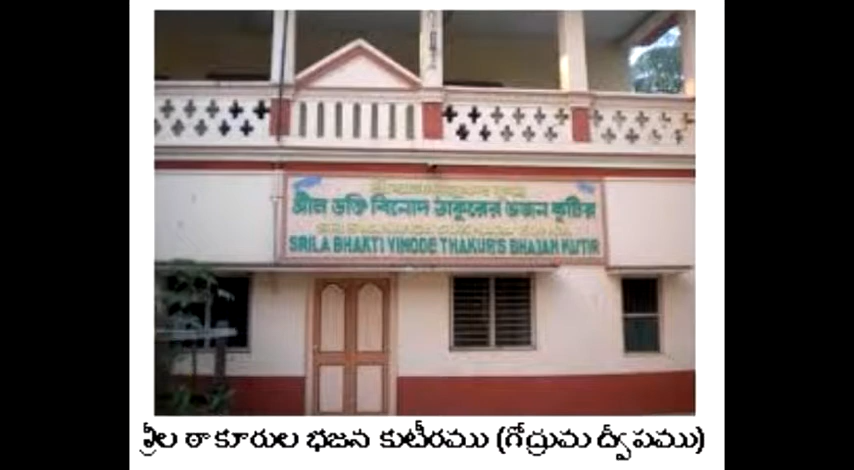 শ্রীল ভক্তি বিনোদ ঠাকুরের ভজন কুটির
SRILA BHAKTI VINODE THAKUR'S BHAJAN KUTIR
శ్రీల ఠాకూరుల భజన కుటీరము (గోద్రుమ ద్వీపము)